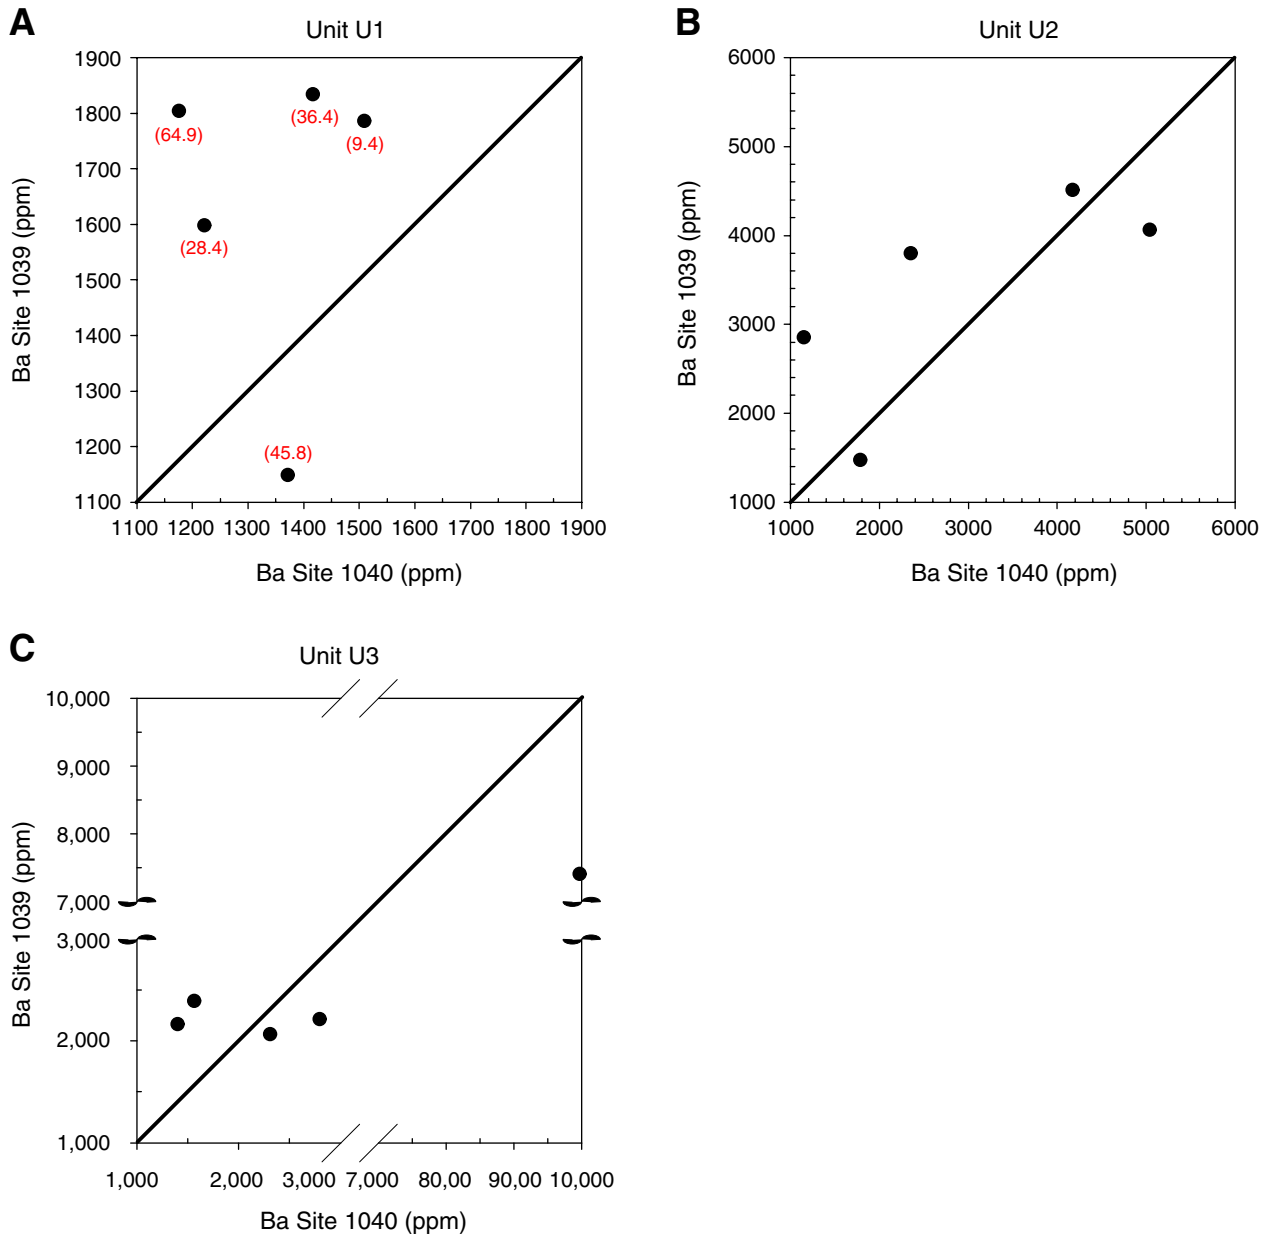 A
Unit U1
1900
1800
1700
1600
1500
1400
1300
1200
1100
(64.9)
(36.4)
(9.4)
(28.4)
(45.8)
1100 1200 1300 1400 1500 1600 1700 1800 1900
Ba Site 1039 (ppm)
Ba Site 1040 (ppm)
B
Unit U2
6000
5000
4000
3000
2000
1000
1000 2000 3000 4000 5000 6000
Ba Site 1039 (ppm)
Ba Site 1040 (ppm)
C
Unit U3
10,000
9,000
8,000
7,000
3,000
2,000
1,000
1,000 2,000 3,000 7,000 80,00 90,00 10,000
Ba Site 1039 (ppm)
Ba Site 1040 (ppm)